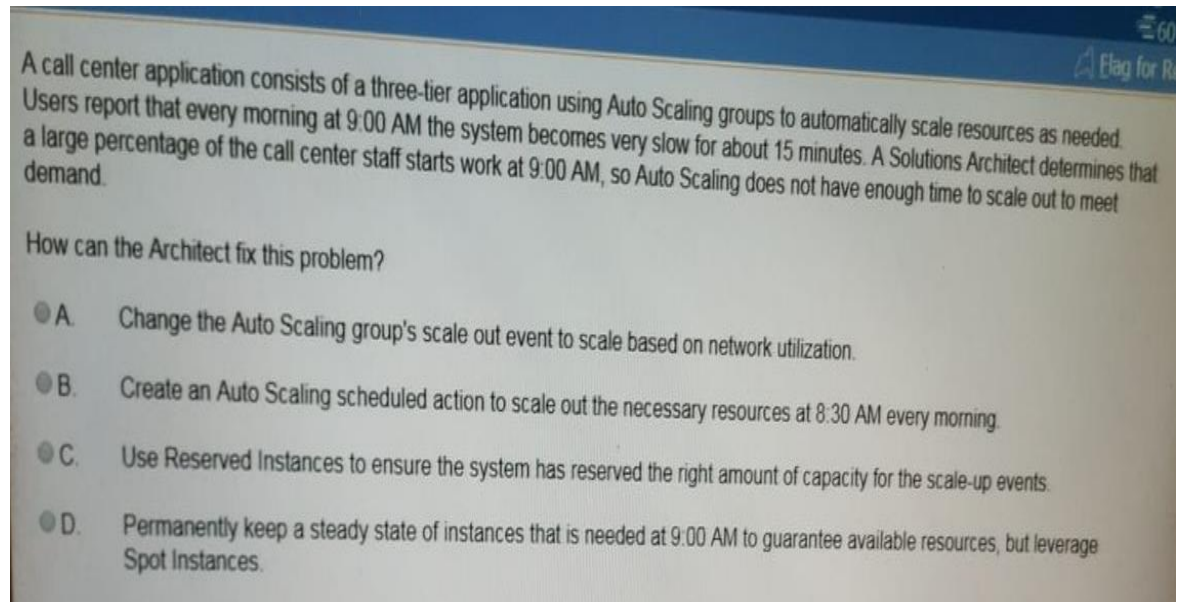 60
Flag for
A call center application consists of a three-tier application using Auto Scaling groups to automatically scale resources as needed.
Users report that every morning at 9:00 AM the system becomes very slow for about 15 minutes. A Solutions Architect determines that
a large percentage of the call center staff starts work at 9:00 AM, so Auto Scaling does not have enough time to scale out to meet
demand.
How can the Architect fix this problem?
A. Change the Auto Scaling group's scale out event to scale based on network utilization.
B. Create an Auto Scaling scheduled action to scale out the necessary resources at 8:30 AM every morning.
C. Use Reserved Instances to ensure the system has reserved the right amount of capacity for the scale-up events.
D. Permanently keep a steady state of instances that is needed at 9:00 AM to guarantee available resources, but leverage
Spot Instances.